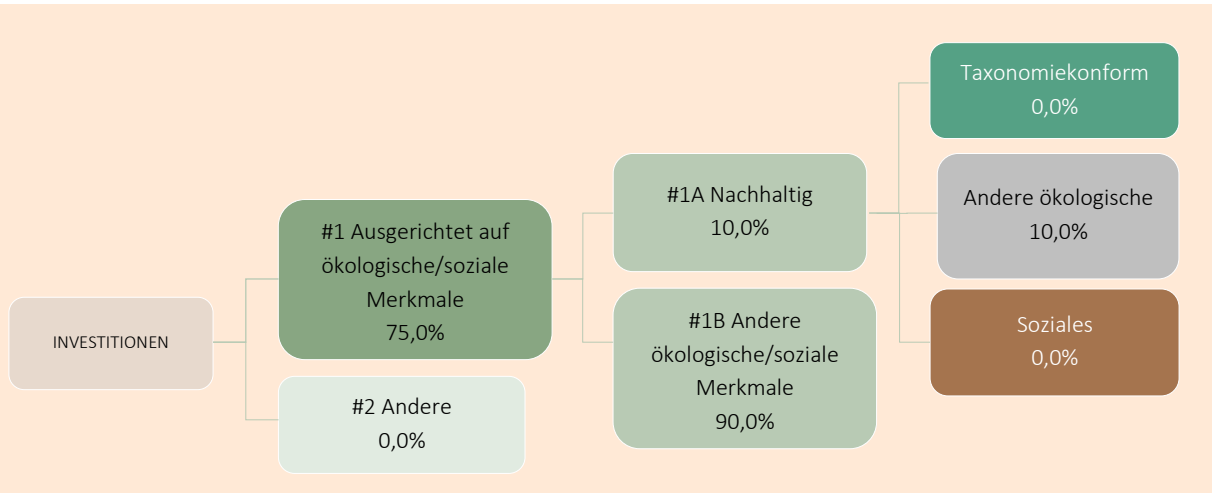 INVESTITIONEN
#1 Ausgerichtet auf
ökologische/soziale
Merkmale
75,0%
#2 Andere
0,0%
#1A Nachhaltig
10,0%
#1B Andere
ökologische/soziale
Merkmale
90,0%
Taxonomiekonform
0,0%
Andere ökologische
10,0%
Soziales
0,0%